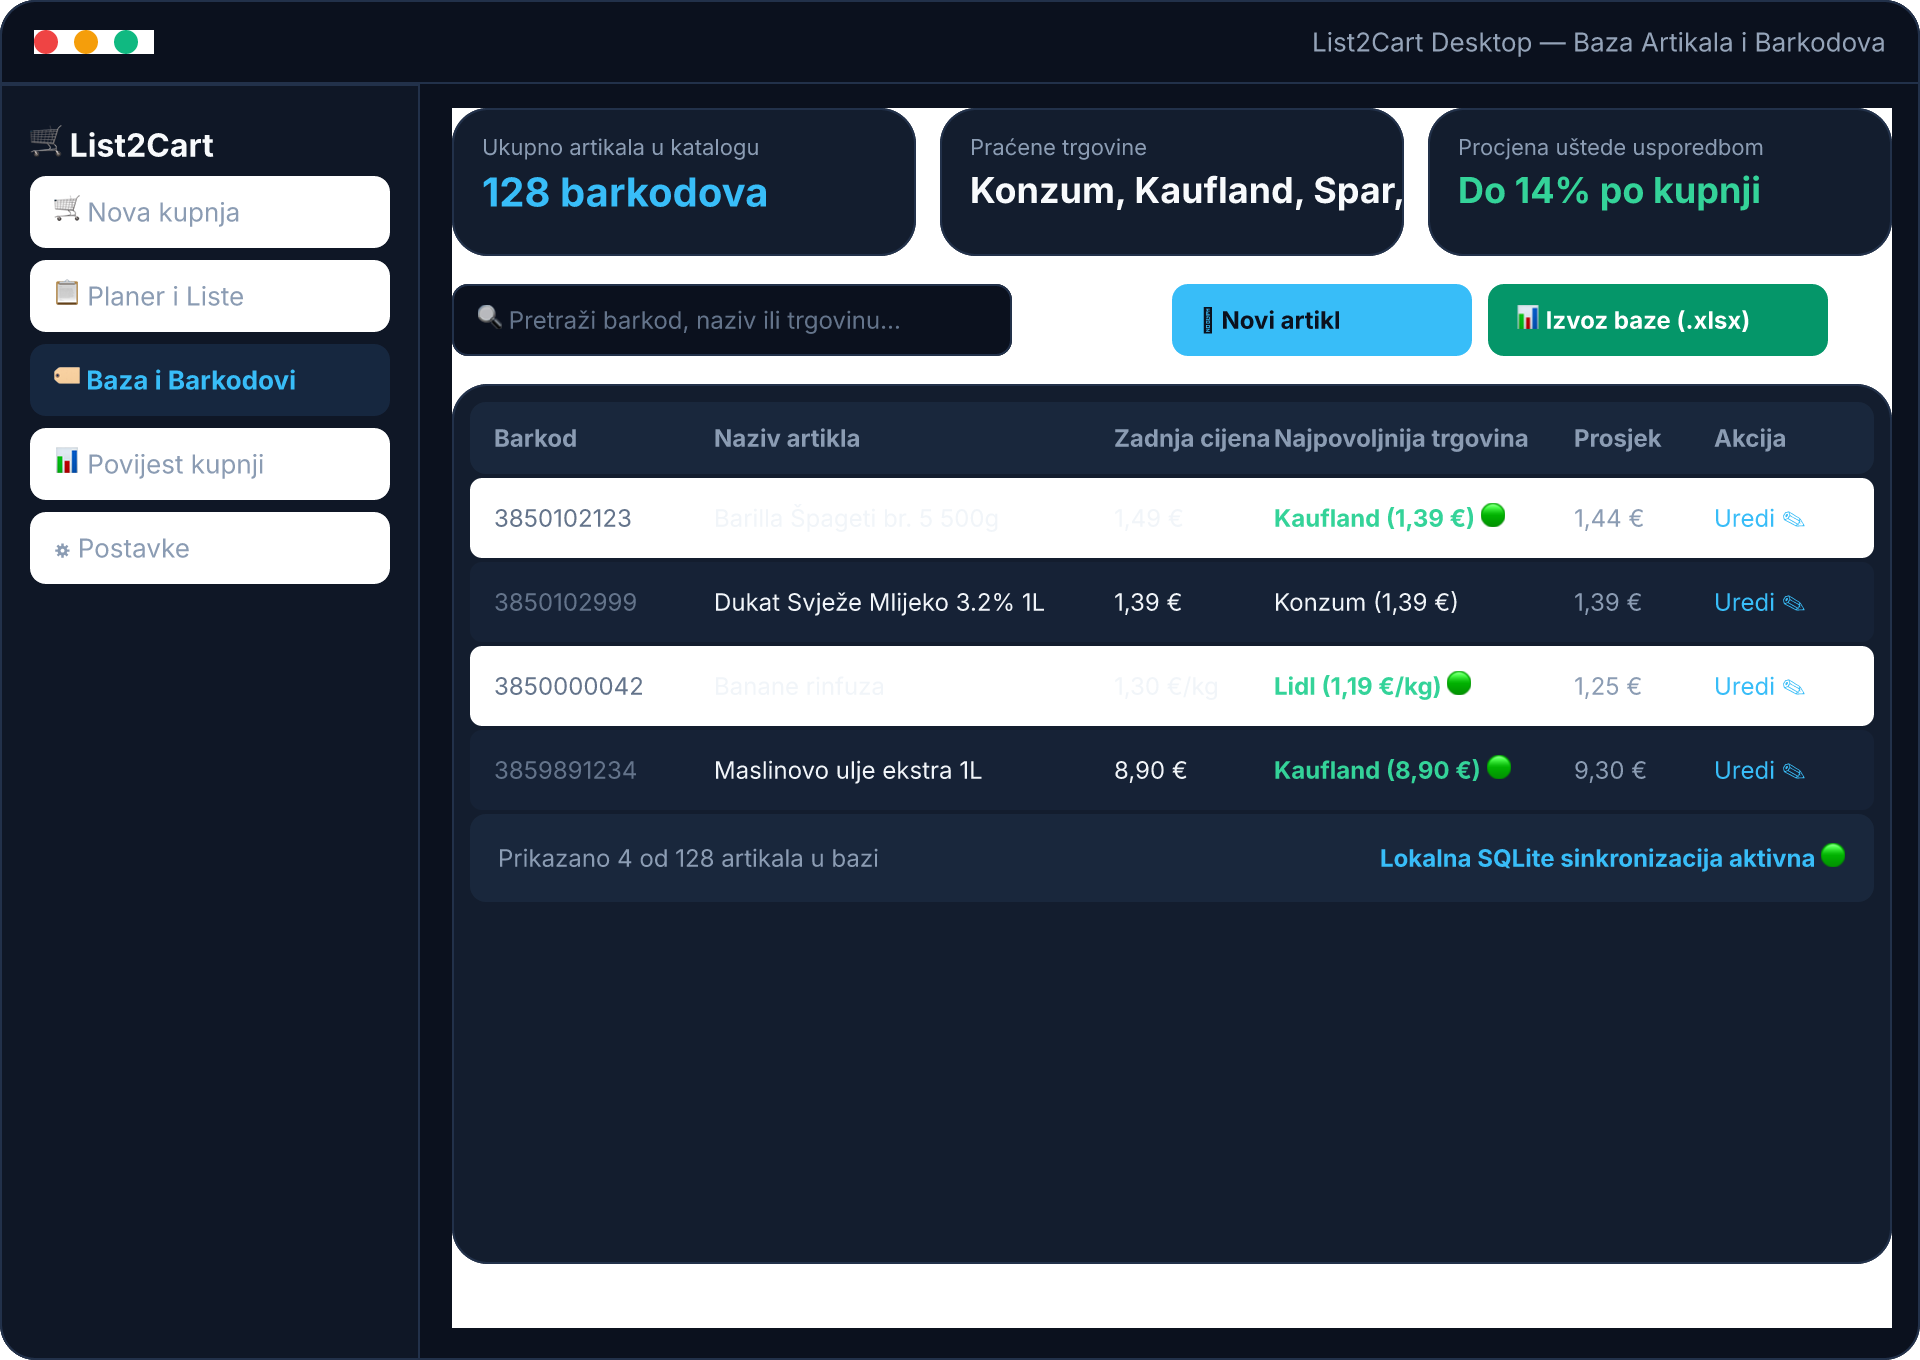 List2Cart Desktop — Baza Artikala i Barkodova
List2Cart
Nova kupnja
Planer i Liste
Baza i Barkodovi
Povijest kupnji
Postavke
Ukupno artikala u katalogu
128 barkodova
Praćene trgovine
Konzum, Kaufland, Spar,
Procjena uštede usporedbom
Do 14% po kupnji
Pretraži barkod, naziv ili trgovinu...
Novi artikl
Izvoz baze (.xlsx)
Barkod Naziv artikla Zadnja cijena Najpovoljnija trgovina Prosjek Akcija
3850102123 Barilla Špageti br. 5 500g 1,49 € Kaufland (1,39 €) 1,44 € Uredi
3850102999 Dukat Svježe Mlijeko 3.2% 1L 1,39 € Konzum (1,39 €) 1,39 € Uredi
3850000042 Banane rinfuza 1,30 €/kg Lidl (1,19 €/kg) 1,25 € Uredi
3859891234 Maslinovo ulje ekstra 1L 8,90 € Kaufland (8,90 €) 9,30 € Uredi
Prikazano 4 od 128 artikala u bazi
Lokalna SQLite sinkronizacija aktivna